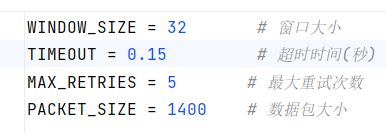 WINDOW_SIZE = 32 # 窗口大小
TIMEOUT = 0.15 # 超时时间(秒)
MAX_RETRIES = 5 # 最大重试次数
PACKET_SIZE = 1400 # 数据包大小